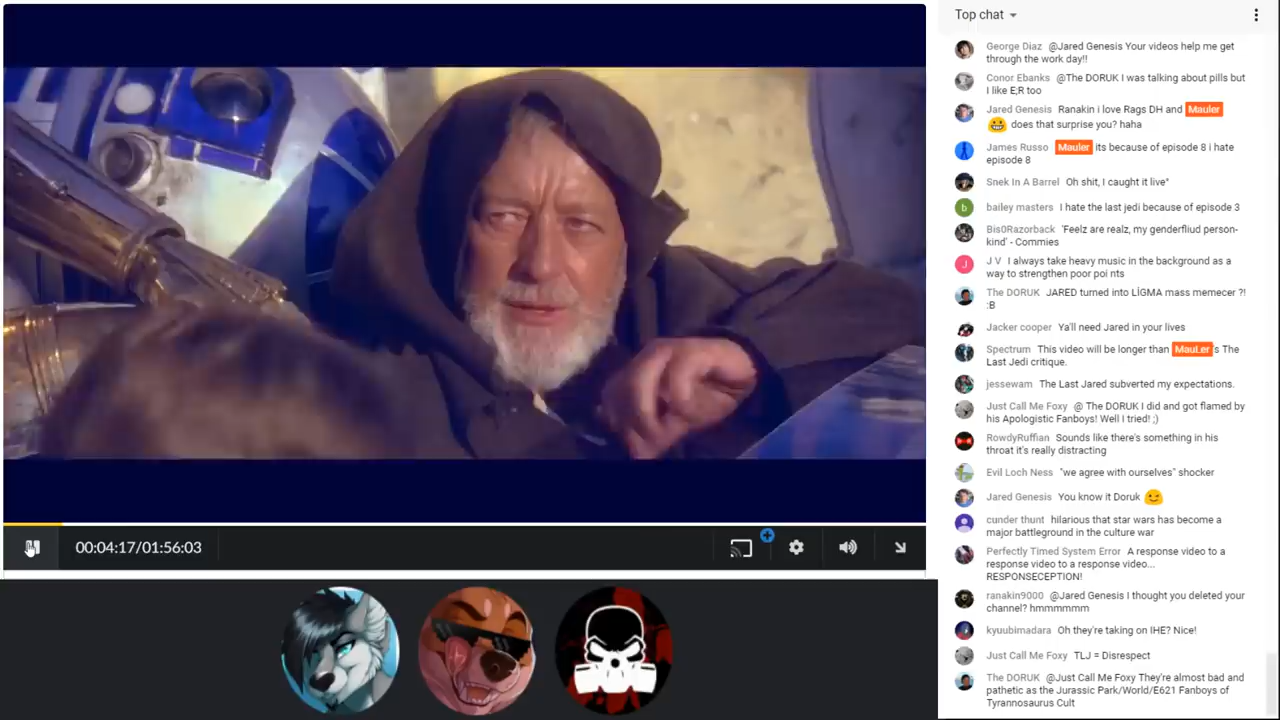 Top chat
George Diaz @Jared Genesis Your videos help me get
through the work day!!
Conor Ebanks @The DORUK I was talking about pills but
I like E;R too
Jared Genesis Ranakin i love Rags DH and Mauler
does that surprise you? haha
James Russo Mauler its because of episode 8 i hate
episode 8
Snek In A Barrel Oh shit, I caught it live*
b
bailey masters I hate the last jedi because of episode 3
Bis0Razorback 'Feelz are realz, my genderfliud person-
kind' - Commies
J
J V I always take heavy music in the background as a
way to strengthen poor poi nts
The DORUK JARED turned into LİGMA mass memecer ?!
:B
Jacker cooper Ya'll need Jared in your lives
Spectrum This video will be longer than MauLer s The
Last Jedi critique.
jessewam The Last Jared subverted my expectations.
Just Call Me Foxy @ The DORUK I did and got flamed by
his Apologistic Fanboys! Well I tried! ;)
RowdyRuffian Sounds like there's something in his
throat it's really distracting
Evil Loch Ness "we agree with ourselves" shocker
Jared Genesis You know it Doruk
cunder thunt hilarious that star wars has become a
major battleground in the culture war
Perfectly Timed System Error A response video to a
response video to a response video...
RESPONSECEPTION!
ranakin9000 @Jared Genesis I thought you deleted your
channel? hmmmmmm
kyuubimadara Oh they're taking on IHE? Nice!
Just Call Me Foxy TLJ = Disrespect
The DORUK @Just Call Me Foxy They're almost bad and
pathetic as the Jurassic Park/World/E621 Fanboys of
Tyrannosaurus Cult
00:04:17/01:56:03